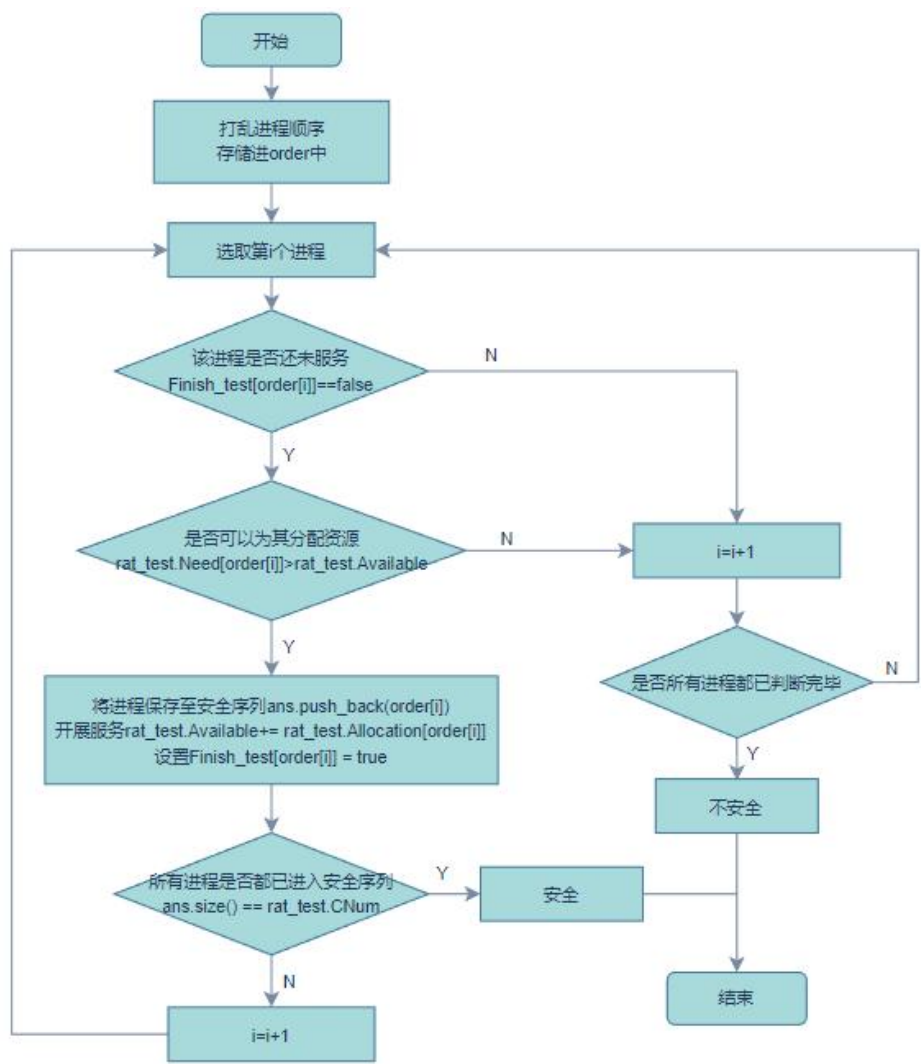 开始
打乱进程顺序
存储进order中
选取第i个进程
该进程是否还未服务
Finish_test[order[i]]==false
N
Y
是否可以为其分配资源
rat_test.Need[order[i]]>rat_test.Available
N
i=i+1
Y
是否所有进程都已判断完毕
N
将进程保存至安全序列ans.push_back(order[i])
开展服务rat_test.Available+= rat_test.Allocation[order[i]]
设置Finish_test[order[i]] = true
Y
不安全
所有进程是否都已进入安全序列
ans.size() == rat_test.CNum
Y
安全
N
结束
i=i+1